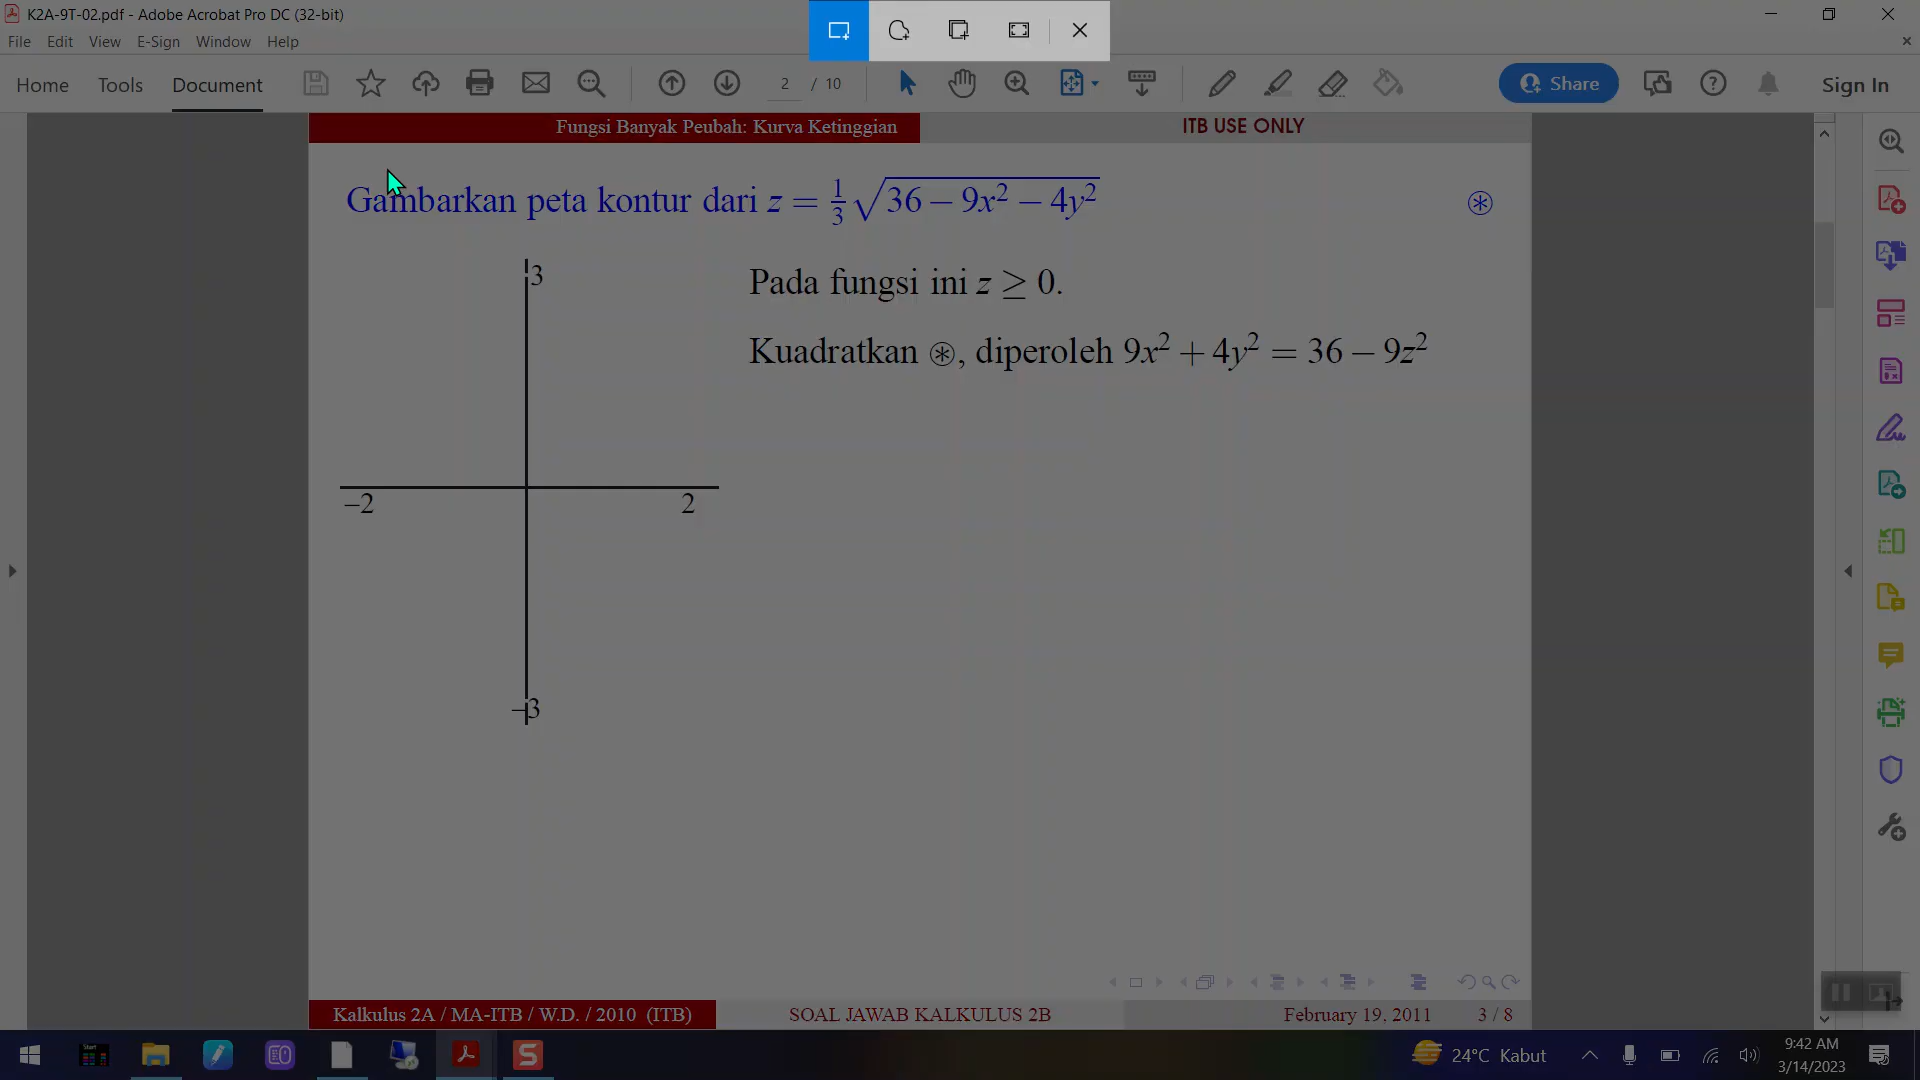 K2A-9T-02.pdf - Adobe Acrobat Pro DC (32-bit)
File Edit View E-Sign Window Help
Home Tools Document 2 / 10 Share Sign In
Fungsi Banyak Peubah: Kurva Ketinggian ITB USE ONLY
Gambarkan peta kontur dari z = 1/3 √(36 − 9x² − 4y²) ⊛
3
Pada fungsi ini z ≥ 0.
Kuadratkan ⊛, diperoleh 9x² + 4y² = 36 − 9z²
−2 2
−3
Kalkulus 2A / MA-ITB / W.D. / 2010 (ITB) SOAL JAWAB KALKULUS 2B February 19, 2011 3 / 8
Start
24°C Kabut
9:42 AM
3/14/2023